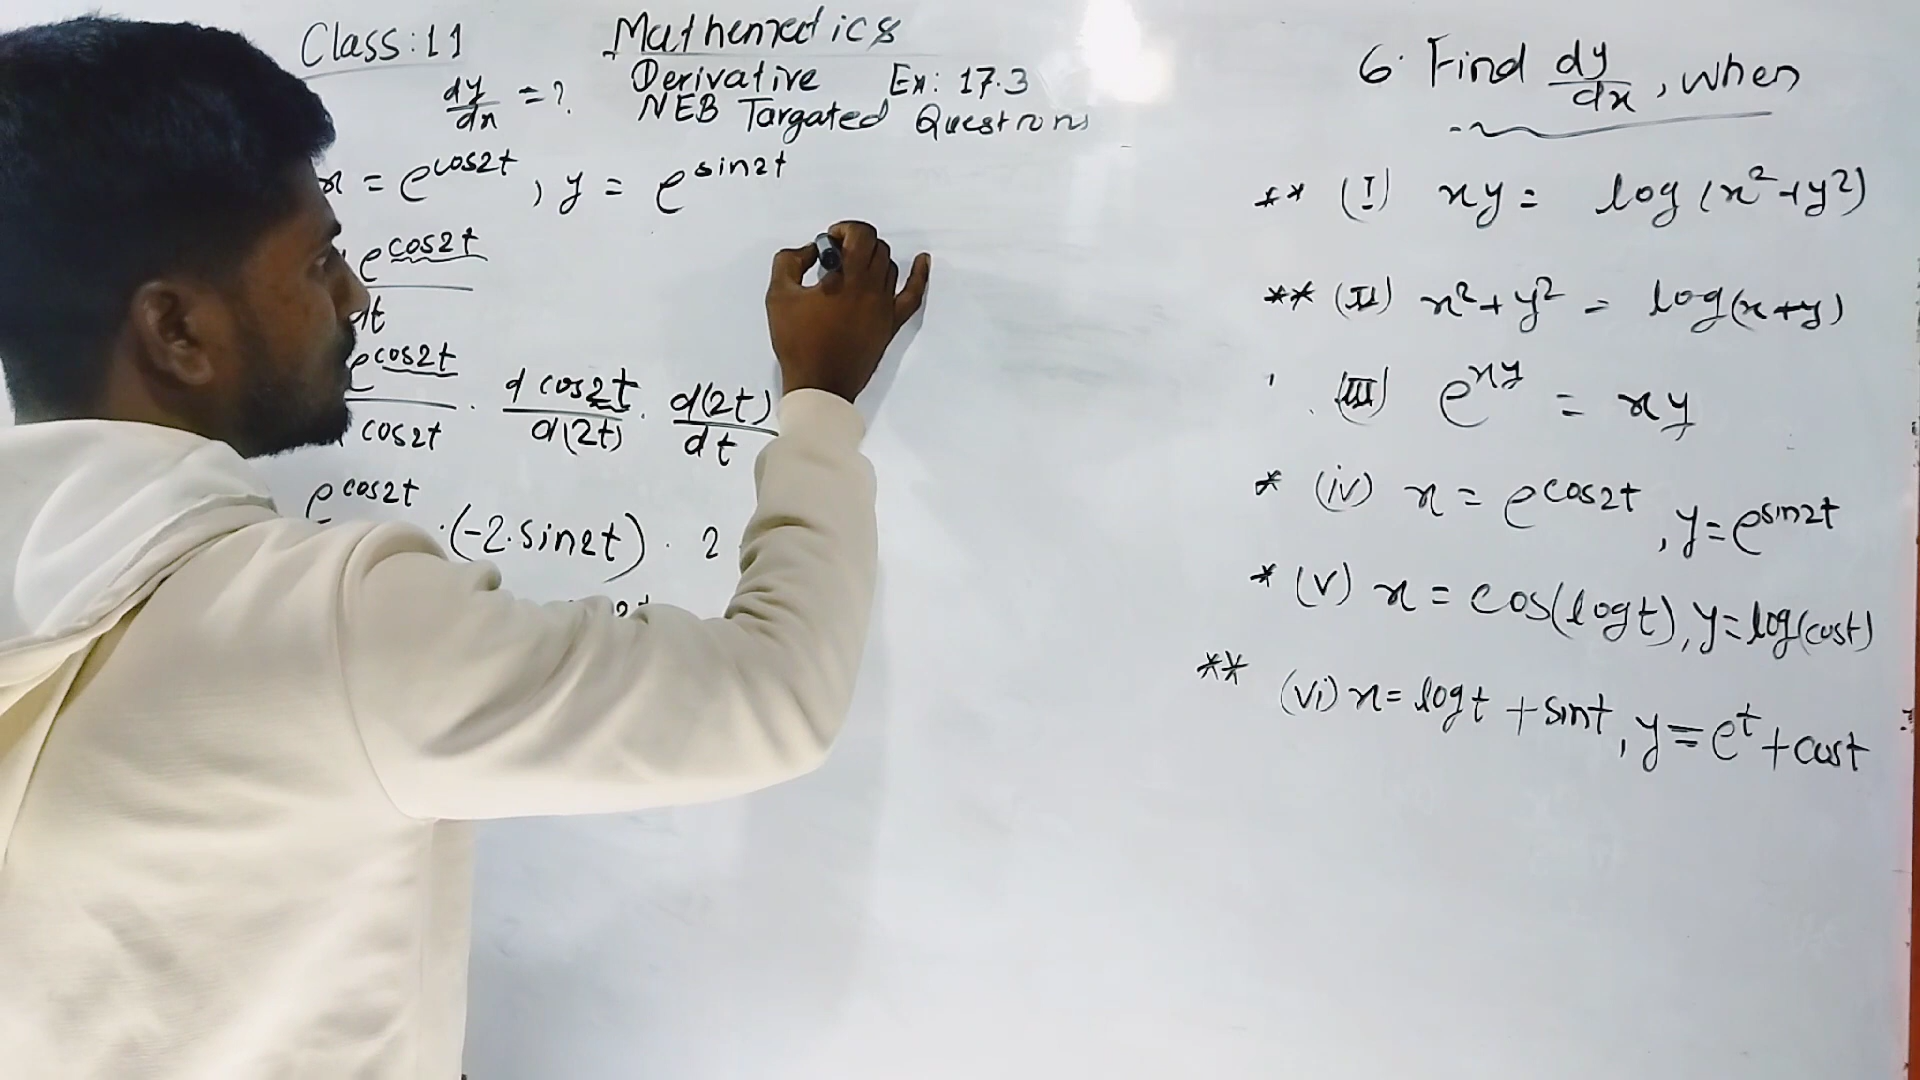 Class: 11
Mathemetics
dy/dx = ?
Derivative Ex: 17.3
NEB Targated Questions
x = e^cos2t , y = e^sin2t
e^cos2t
dt
e^cos2t / cos2t . d cos2t / d(2t) . d(2t) / dt
e^cos2t . (-2.sin2t) . 2
6. Find dy/dx , when
** (I) xy = log(x²+y²)
** (II) x²+y² = log(x+y)
(III) e^xy = xy
* (iv) x = e^cos2t , y = e^sin2t
* (v) x = cos(logt), y = log(cost)
** (vi) x = logt + sint, y = e^t + cost